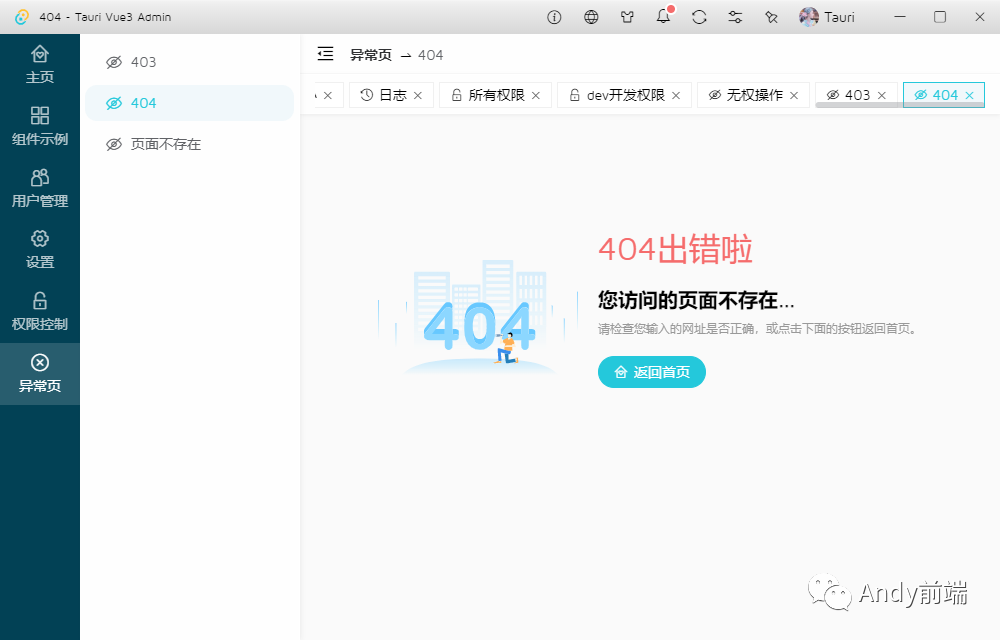 404 - Tauri Vue3 Admin
Tauri
主页
组件示例
用户管理
设置
权限控制
异常页
403
404
页面不存在
异常页 → 404
日志
所有权限
dev开发权限
无权操作
403
404
404
404出错啦
您访问的页面不存在...
请检查您输入的网址是否正确，或点击下面的按钮返回首页。
返回首页
Andy前端